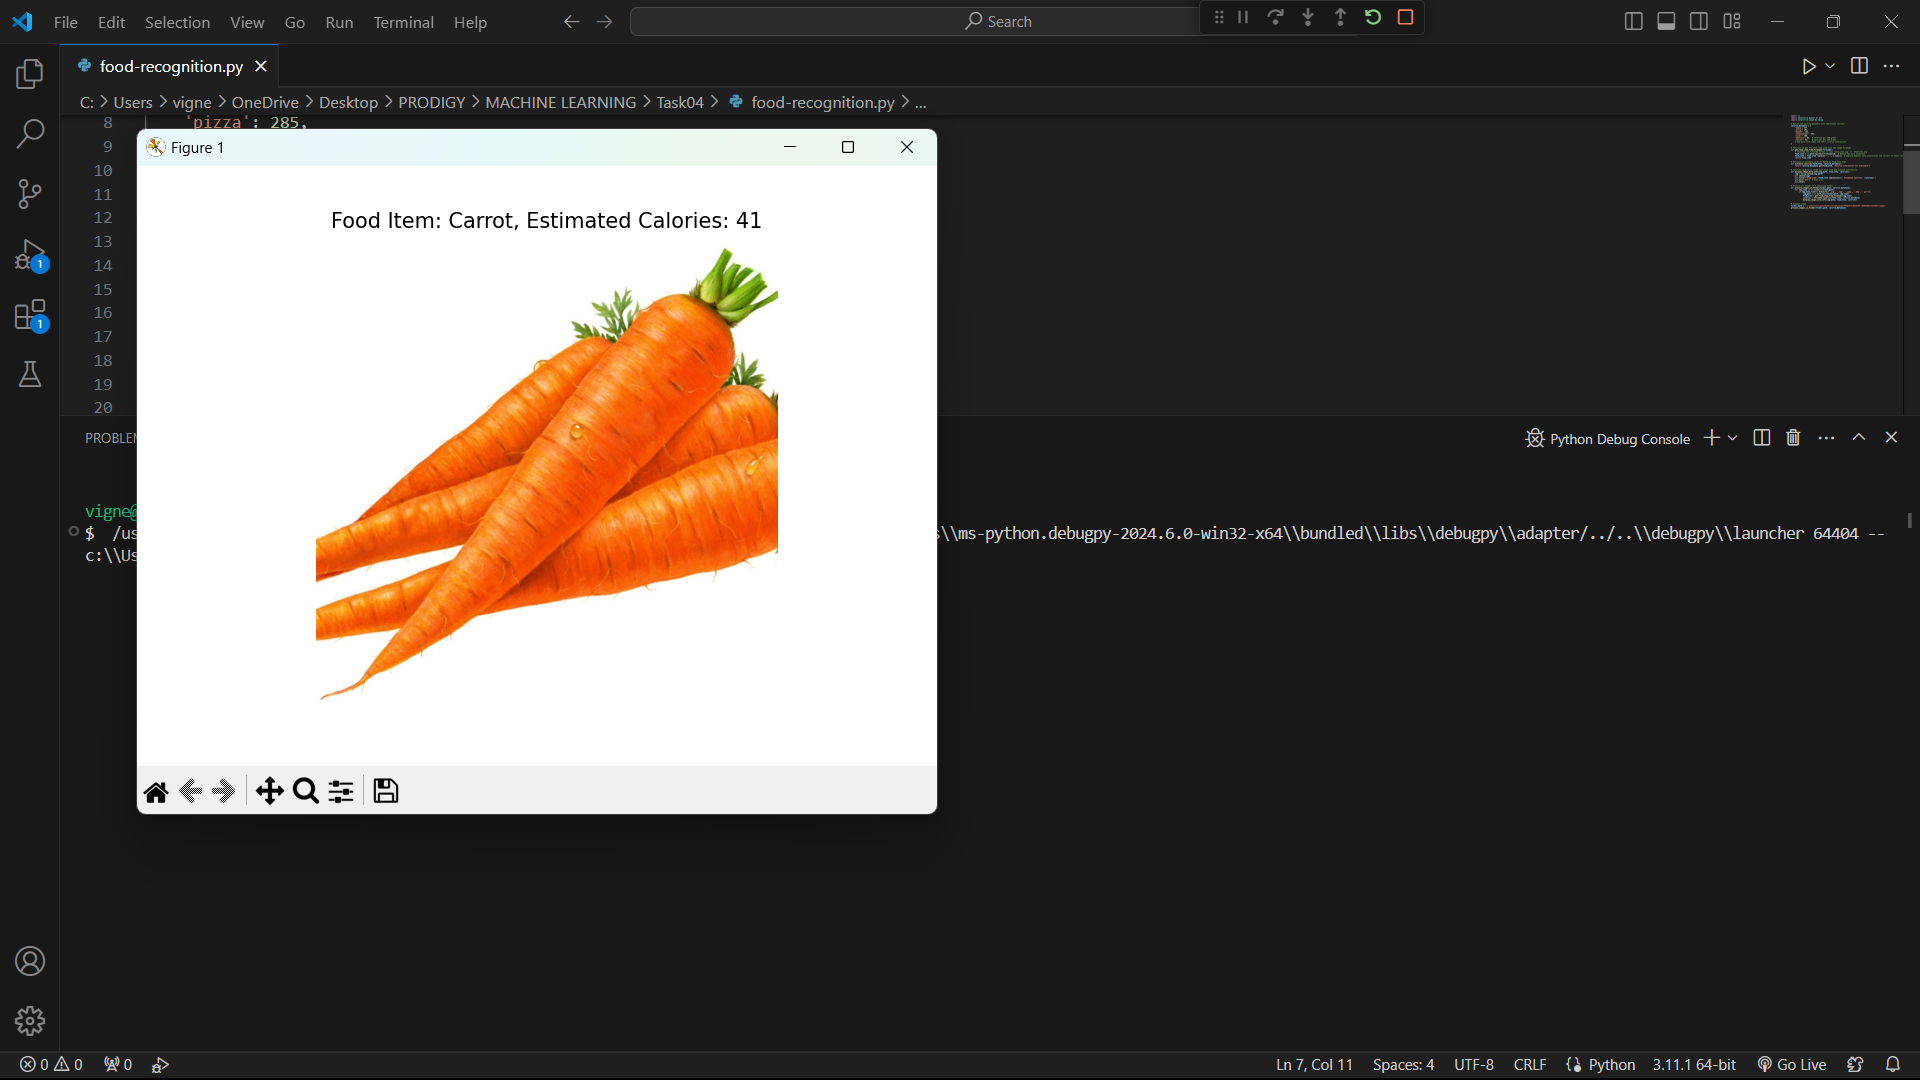 File Edit Selection View Go Run Terminal Help
Search
food-recognition.py
C: > Users > vigne > OneDrive > Desktop > PRODIGY > MACHINE LEARNING > Task04 > food-recognition.py > ...
8 'pizza': 285,
9
10
11
12
13
14
15
16
17
18
19
20
Figure 1
Food Item: Carrot, Estimated Calories: 41
1
1
PROBLEM
Python Debug Console
vigne@
$ /us
s\\ms-python.debugpy-2024.6.0-win32-x64\\bundled\\libs\\debugpy\\adapter/../..\\debugpy\\launcher 64404 --
c:\\Us
0 0 0
Ln 7, Col 11 Spaces: 4 UTF-8 CRLF Python 3.11.1 64-bit Go Live